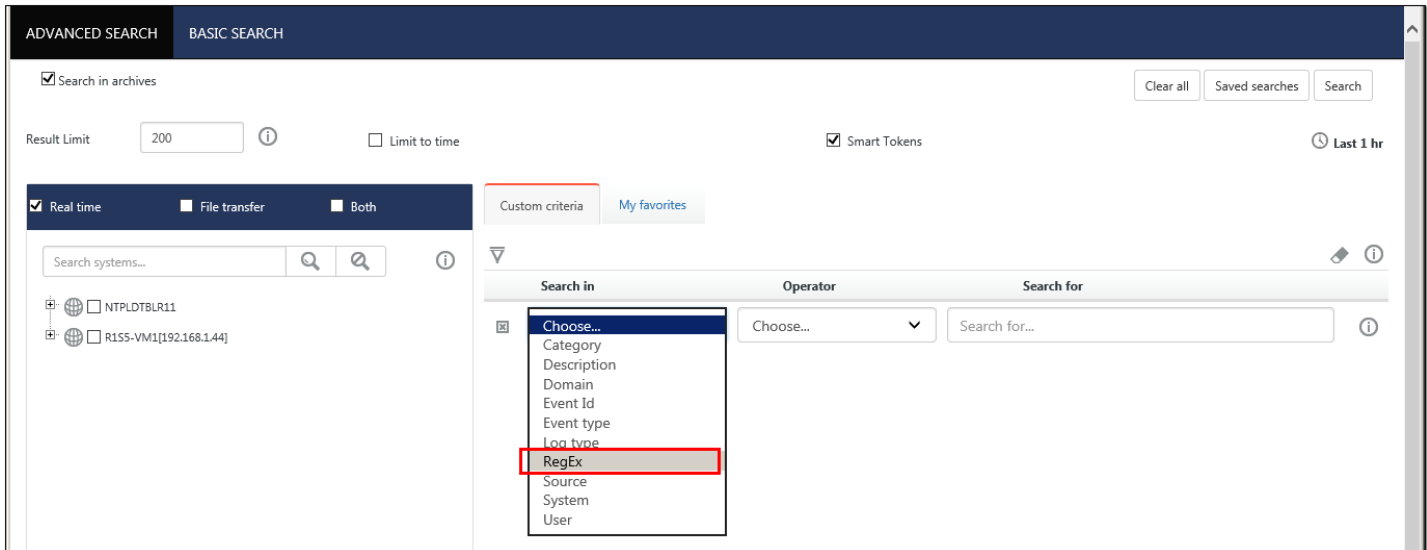 ADVANCED SEARCH BASIC SEARCH
Search in archives
Clear all Saved searches Search
Result Limit 200 Limit to time Smart Tokens Last 1 hr
Real time File transfer Both
Custom criteria My favorites
Search systems...
Search in Operator Search for
NTPLDTBLR11
R1S5-VM1[192.168.1.44]
Choose... Choose... Search for...
Category
Description
Domain
Event Id
Event type
Log type
RegEx
Source
System
User